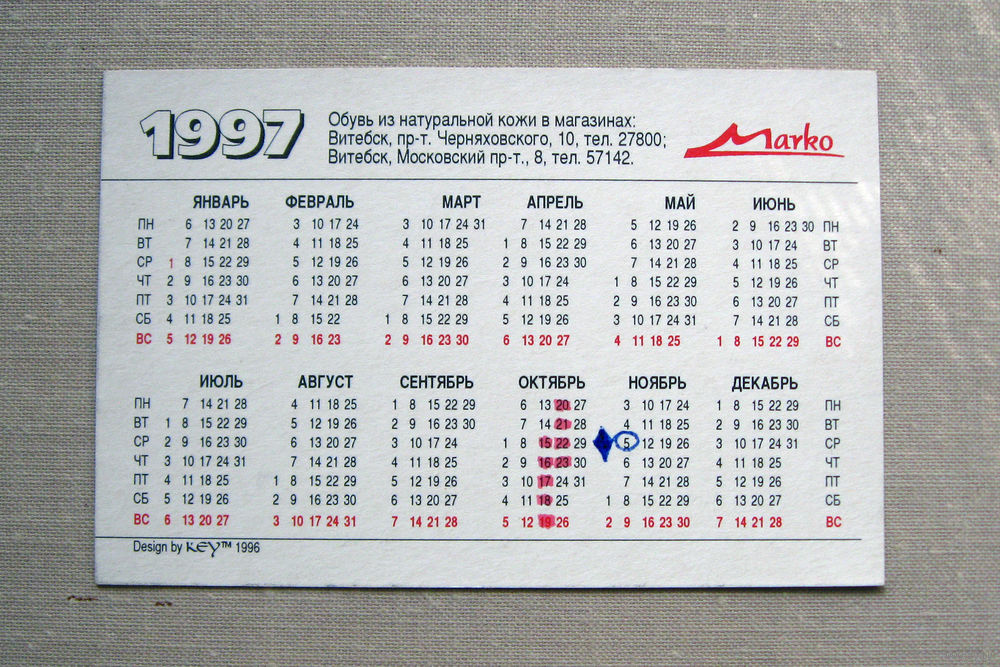 1997
Обувь из натуральной кожи в магазинах:
Витебск, пр-т. Черняховского, 10, тел. 27800;
Витебск, Московский пр-т., 8, тел. 57142.
Marko
ЯНВАРЬ ФЕВРАЛЬ МАРТ АПРЕЛЬ МАЙ ИЮНЬ
ПН 6 13 20 27 3 10 17 24 3 10 17 24 31 7 14 21 28 5 12 19 26 2 9 16 23 30 ПН
ВТ 7 14 21 28 4 11 18 25 4 11 18 25 1 8 15 22 29 6 13 20 27 3 10 17 24 ВТ
СР 1 8 15 22 29 5 12 19 26 5 12 19 26 2 9 16 23 30 7 14 21 28 4 11 18 25 СР
ЧТ 2 9 16 23 30 6 13 20 27 6 13 20 27 3 10 17 24 1 8 15 22 29 5 12 19 26 ЧТ
ПТ 3 10 17 24 31 7 14 21 28 7 14 21 28 4 11 18 25 2 9 16 23 30 6 13 20 27 ПТ
СБ 4 11 18 25 1 8 15 22 1 8 15 22 29 5 12 19 26 3 10 17 24 31 7 14 21 28 СБ
ВС 5 12 19 26 2 9 16 23 2 9 16 23 30 6 13 20 27 4 11 18 25 1 8 15 22 29 ВС
ИЮЛЬ АВГУСТ СЕНТЯБРЬ ОКТЯБРЬ НОЯБРЬ ДЕКАБРЬ
ПН 7 14 21 28 4 11 18 25 1 8 15 22 29 6 13 20 27 3 10 17 24 1 8 15 22 29 ПН
ВТ 1 8 15 22 29 5 12 19 26 2 9 16 23 30 7 14 21 28 4 11 18 25 2 9 16 23 30 ВТ
СР 2 9 16 23 30 6 13 20 27 3 10 17 24 1 8 15 22 29 5 12 19 26 3 10 17 24 31 СР
ЧТ 3 10 17 24 31 7 14 21 28 4 11 18 25 2 9 16 23 30 6 13 20 27 4 11 18 25 ЧТ
ПТ 4 11 18 25 1 8 15 22 29 5 12 19 26 3 10 17 24 31 7 14 21 28 5 12 19 26 ПТ
СБ 5 12 19 26 2 9 16 23 30 6 13 20 27 4 11 18 25 1 8 15 22 29 6 13 20 27 СБ
ВС 6 13 20 27 3 10 17 24 31 7 14 21 28 5 12 19 26 2 9 16 23 30 7 14 21 28 ВС
Design by KEY™ 1996